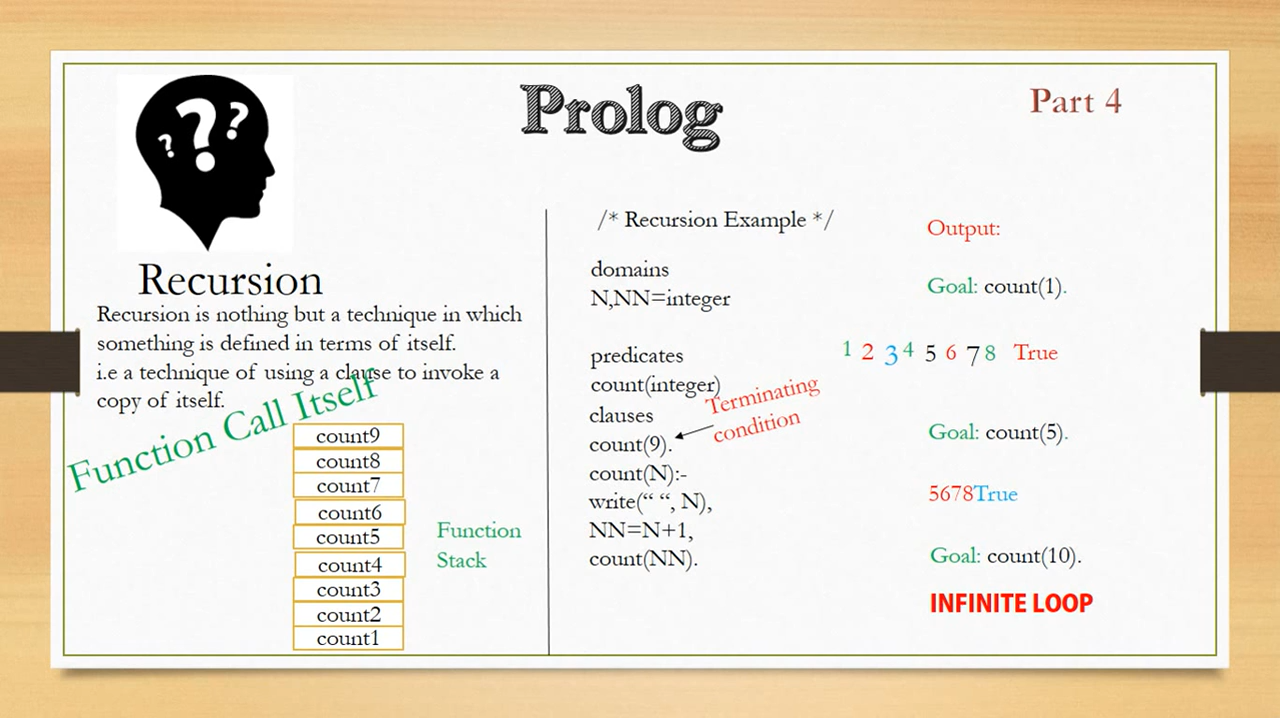 Prolog
Part 4
? ? ?
Recursion
Recursion is nothing but a technique in which
something is defined in terms of itself.
i.e a technique of using a clause to invoke a
copy of itself.
Function Call Itself
count9
count8
count7
count6
count5
count4
count3
count2
count1
Function
Stack
/* Recursion Example */
domains
N,NN=integer
predicates
count(integer)
clauses
count(9).
count(N):-
write(“ “, N),
NN=N+1,
count(NN).
Terminating
condition
Output:
Goal: count(1).
1 2 3 4 5 6 7 8 True
Goal: count(5).
5678True
Goal: count(10).
INFINITE LOOP